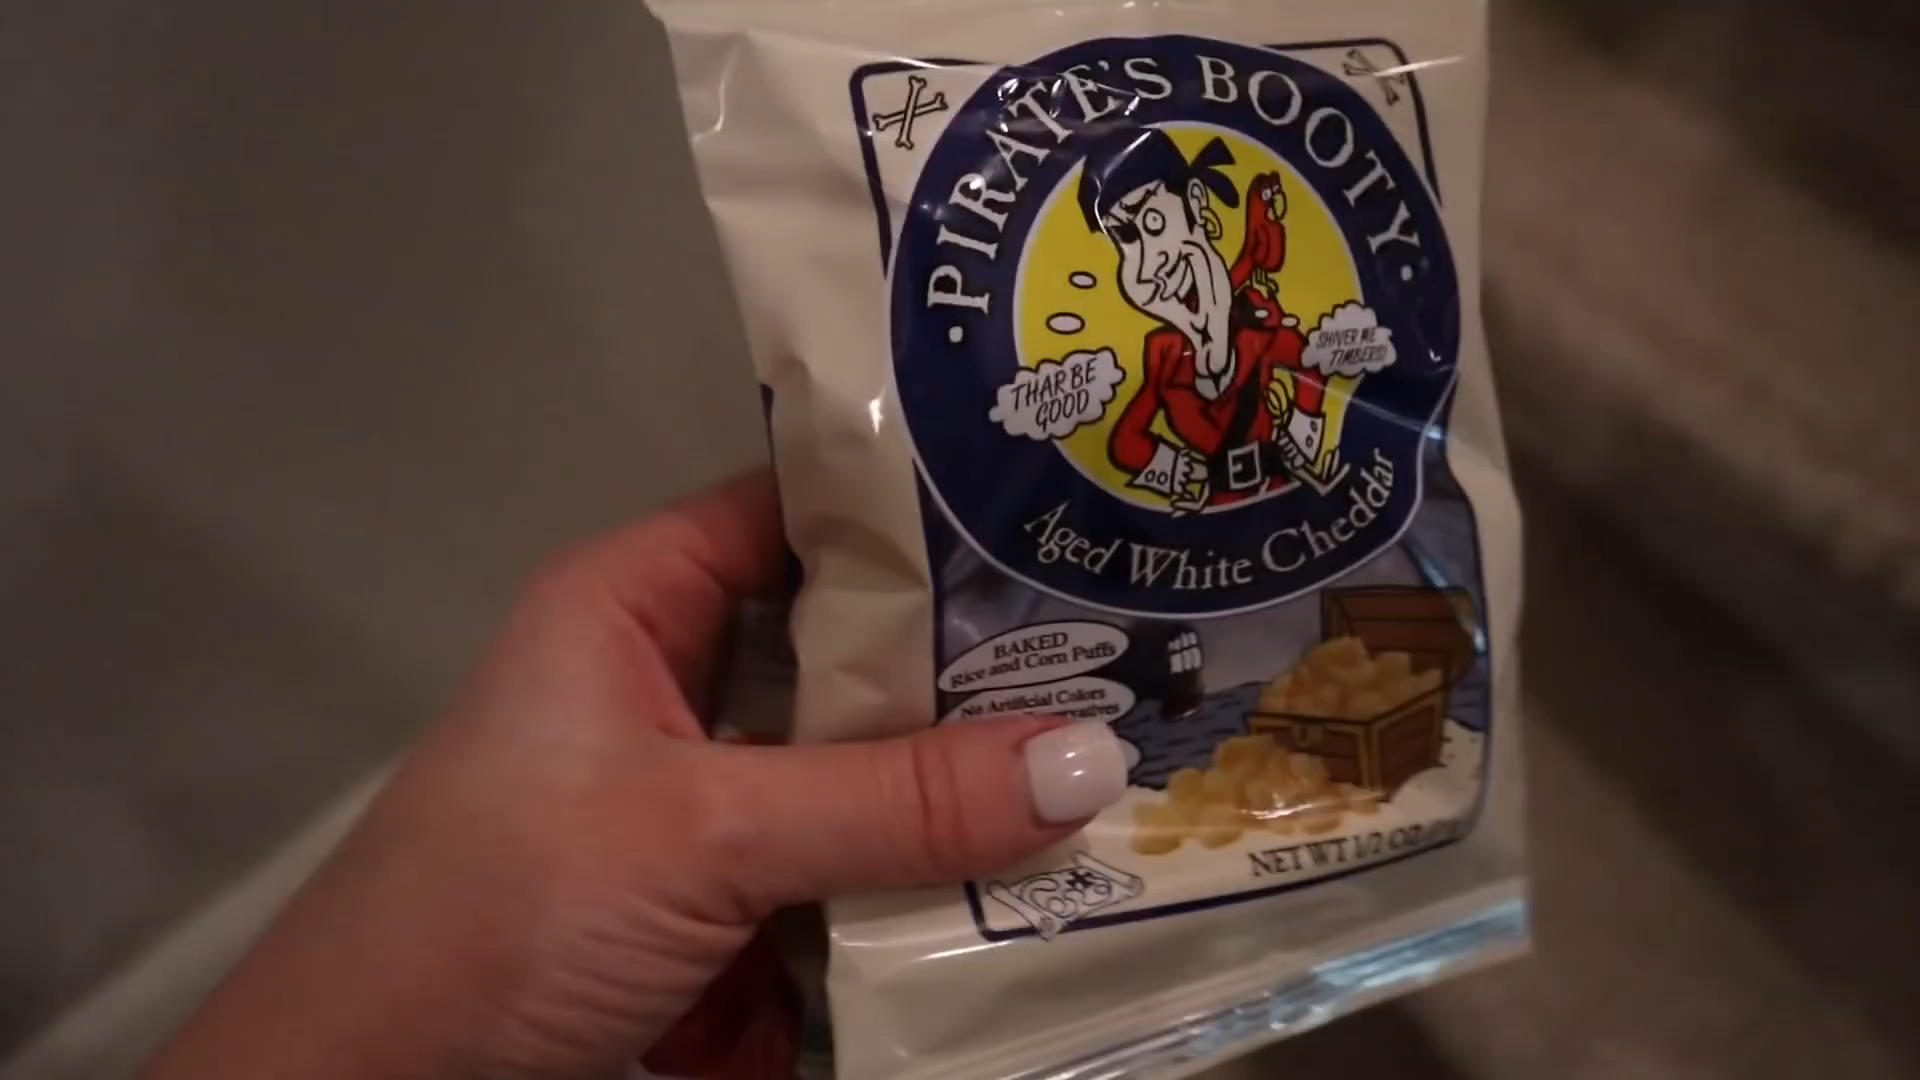 ·PIRATE'S BOOTY·
THAR BE
GOOD
SHIVER ME
TIMBERS!
Aged White Cheddar
BAKED
Rice and Corn Puffs
No Artificial Colors
NET WT 1/2 OZ